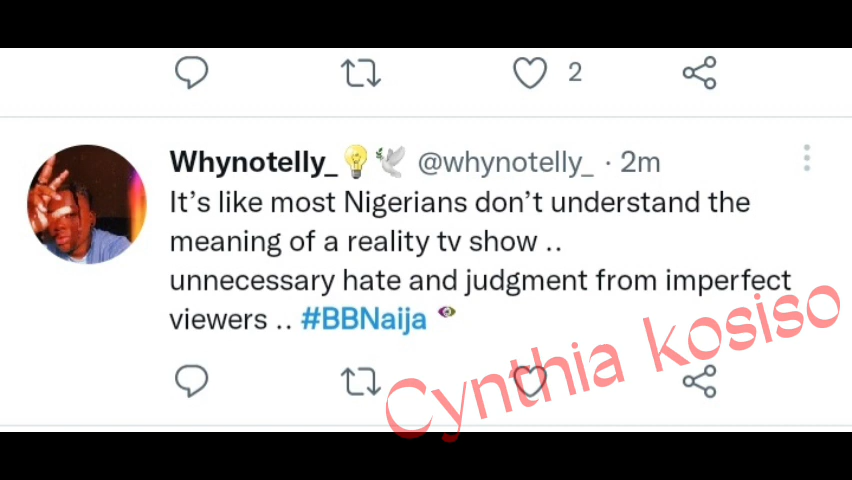 2
Whynotelly_💡🕊 @whynotelly_ · 2m
It’s like most Nigerians don’t understand the
meaning of a reality tv show ..
unnecessary hate and judgment from imperfect
viewers .. #BBNaija
Cynthia kosiso